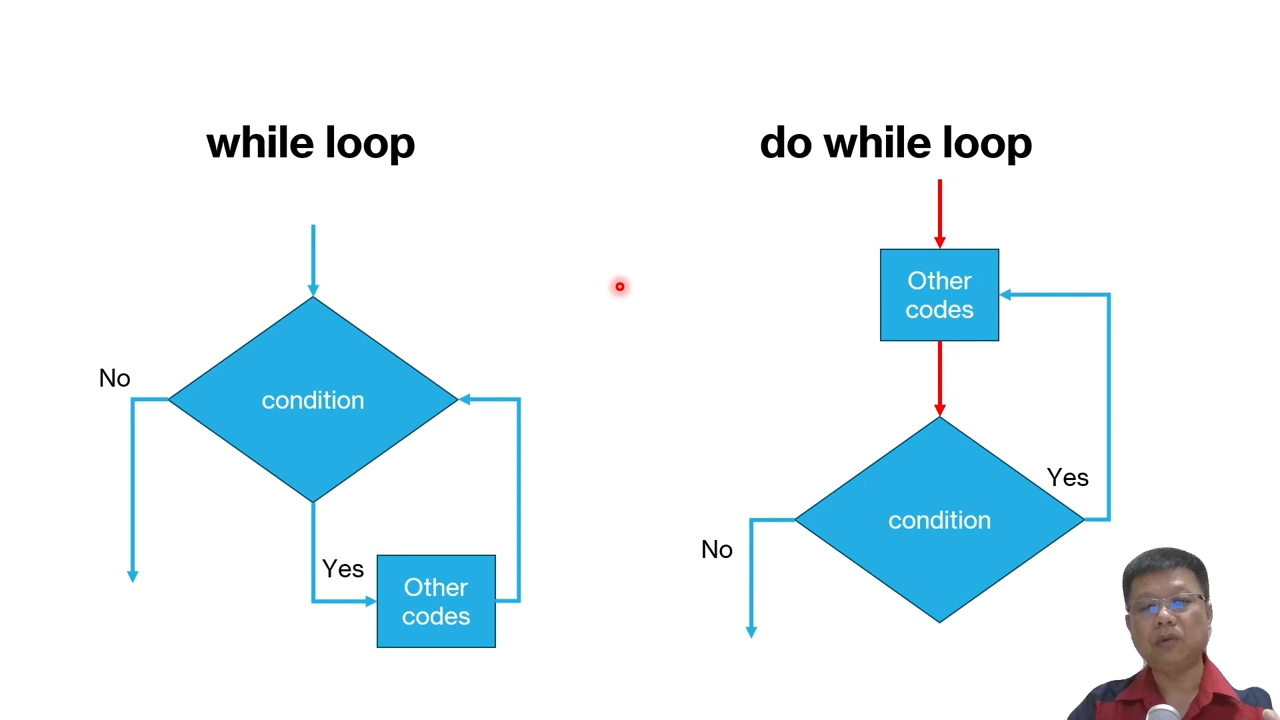 while loop
No
condition
Yes
Other
codes
do while loop
Other
codes
Yes
condition
No